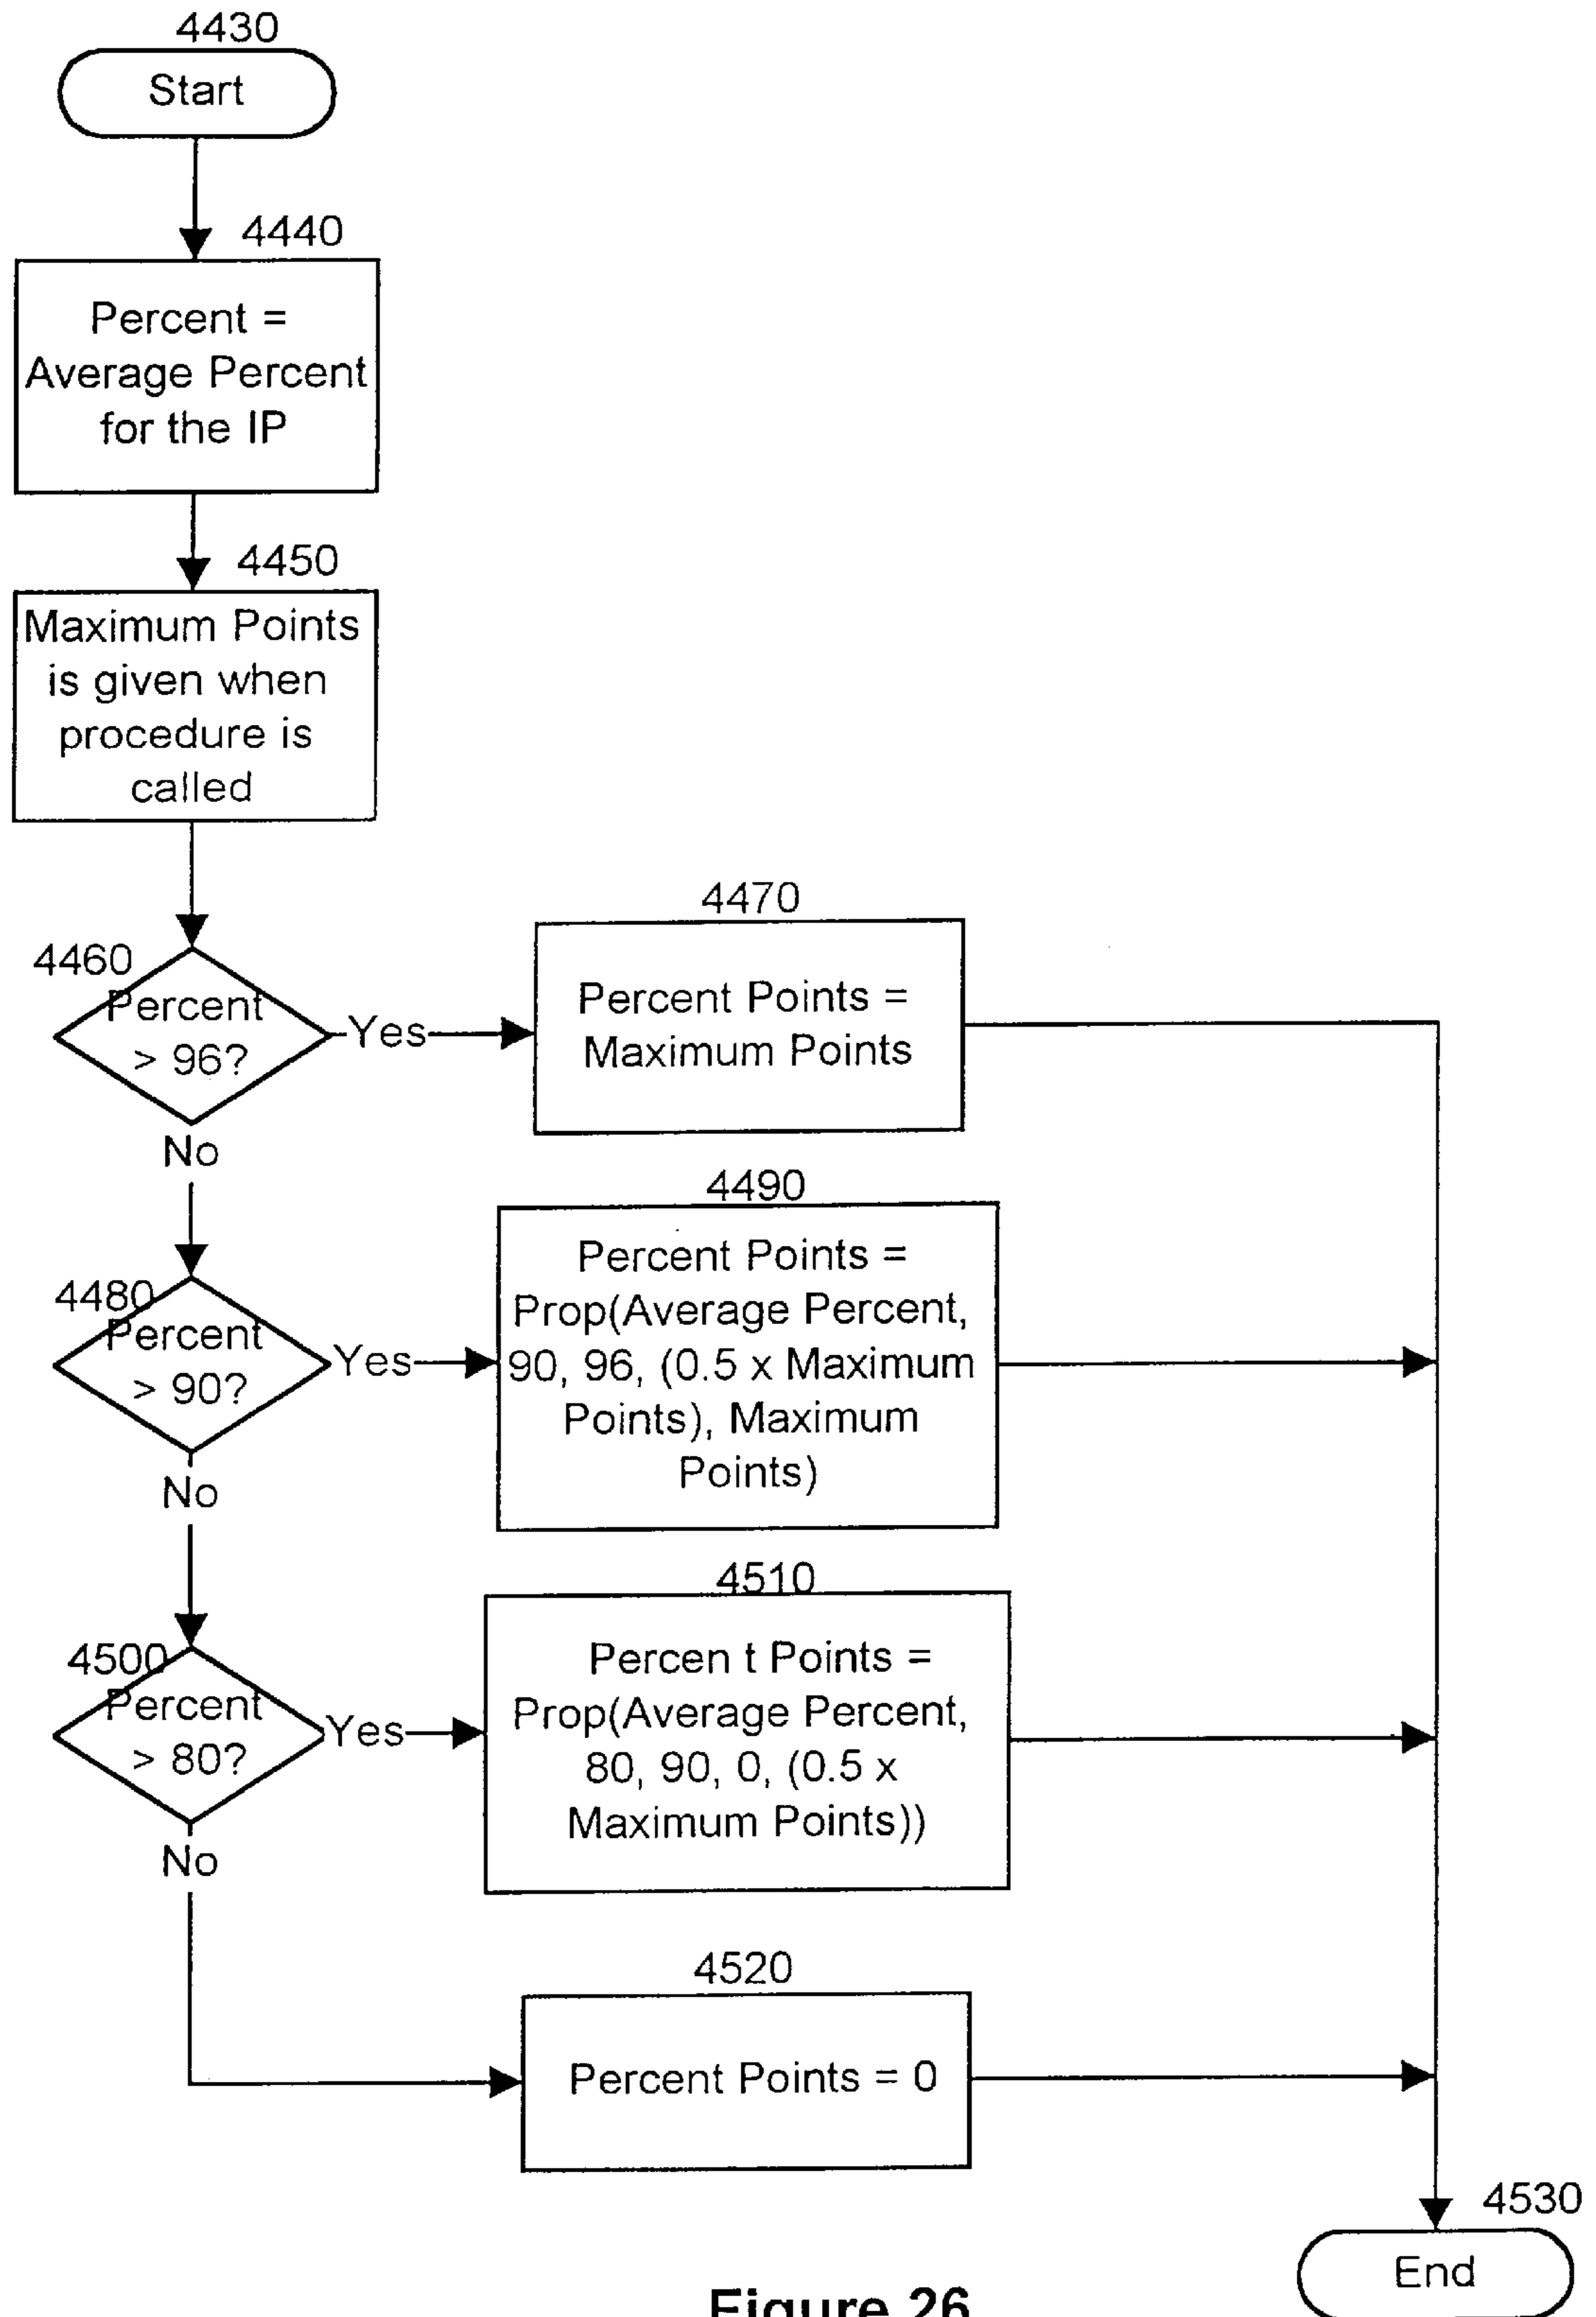 4430
Start
4440
Percent =
Average Percent
for the IP
4450
Maximum Points
is given when
procedure is
called
4460
Percent
> 96?
Yes
4470
Percent Points =
Maximum Points
No
4480
Percent
> 90?
Yes
4490
Percent Points =
Prop(Average Percent,
90, 96, (0.5 x Maximum
Points), Maximum
Points)
No
4500
Percent
> 80?
Yes
4510
Percen t Points =
Prop(Average Percent,
80, 90, 0, (0.5 x
Maximum Points))
No
4520
Percent Points = 0
4530
End
Figure 26